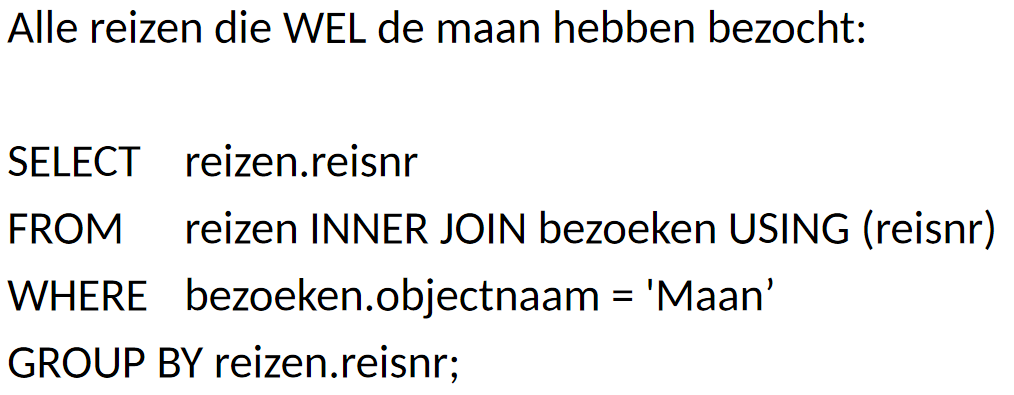 Alle reizen die WEL de maan hebben bezocht:
SELECT reizen.reisnr
FROM reizen INNER JOIN bezoeken USING (reisnr)
WHERE bezoeken.objectnaam = 'Maan’
GROUP BY reizen.reisnr;